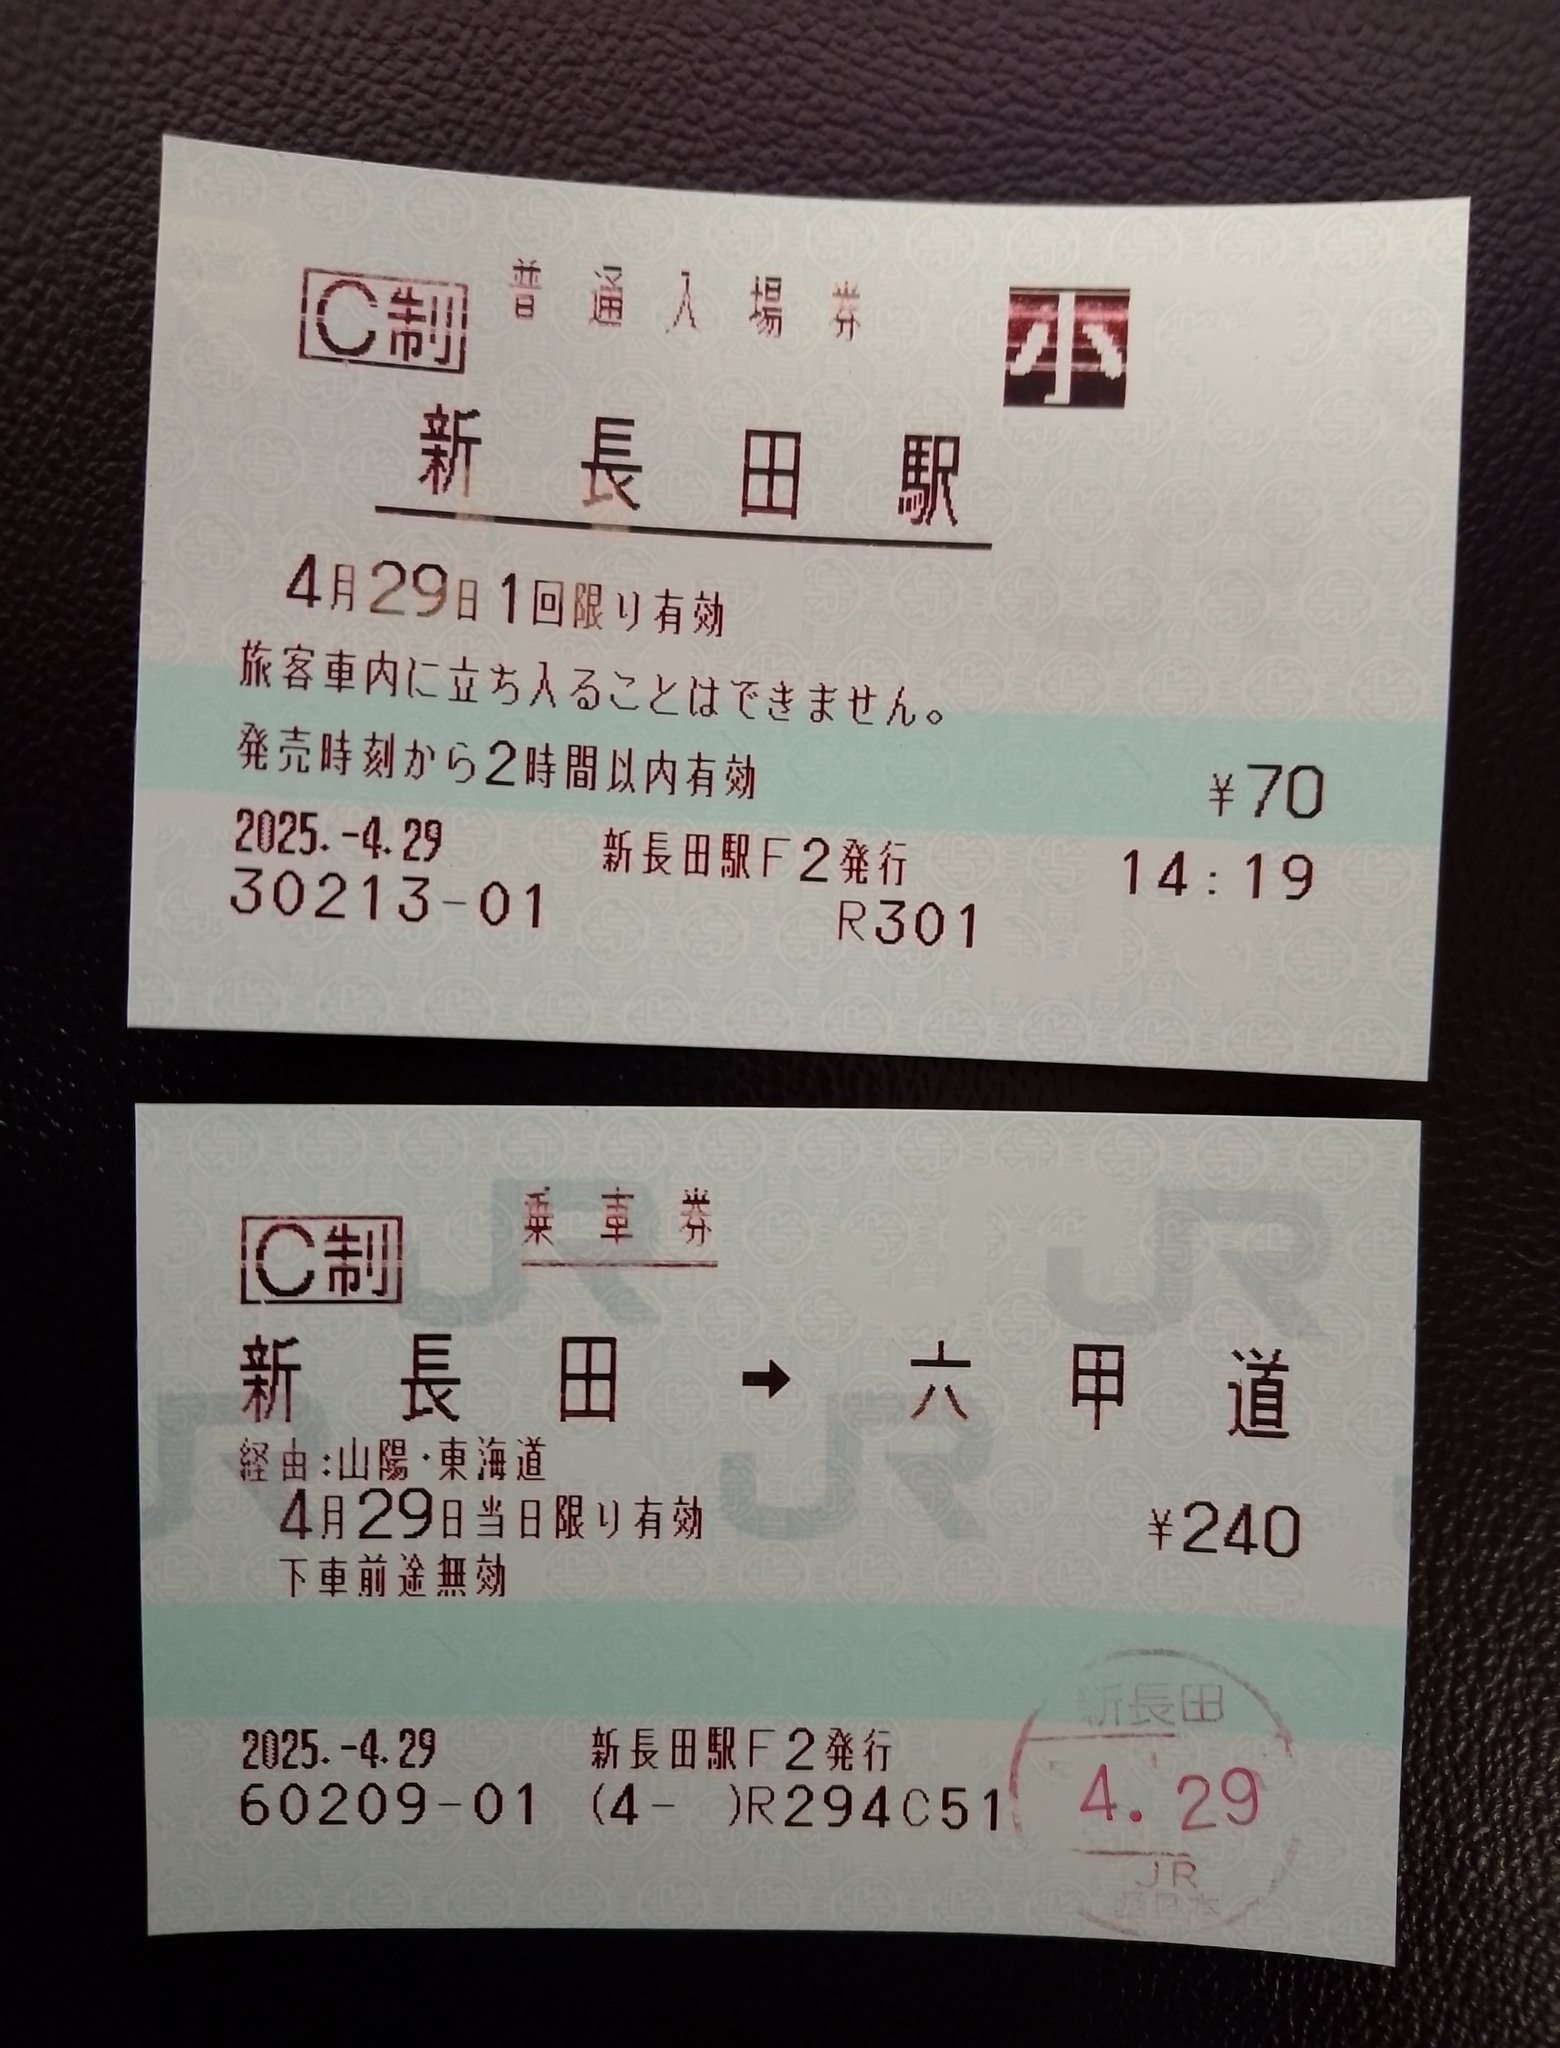 C制 普通入場券 小
新長田駅
4月29日1回限り有効
旅客車内に立ち入ることはできません。
発売時刻から2時間以内有効 ¥70
2025.-4.29 新長田駅F2発行 14:19
30213-01 R301
C制 乗車券
新長田 → 六甲道
経由:山陽・東海道
4月29日当日限り有効 ¥240
下車前途無効
2025.-4.29 新長田駅F2発行
60209-01 (4- )R294C51
新長田
4.29
JR